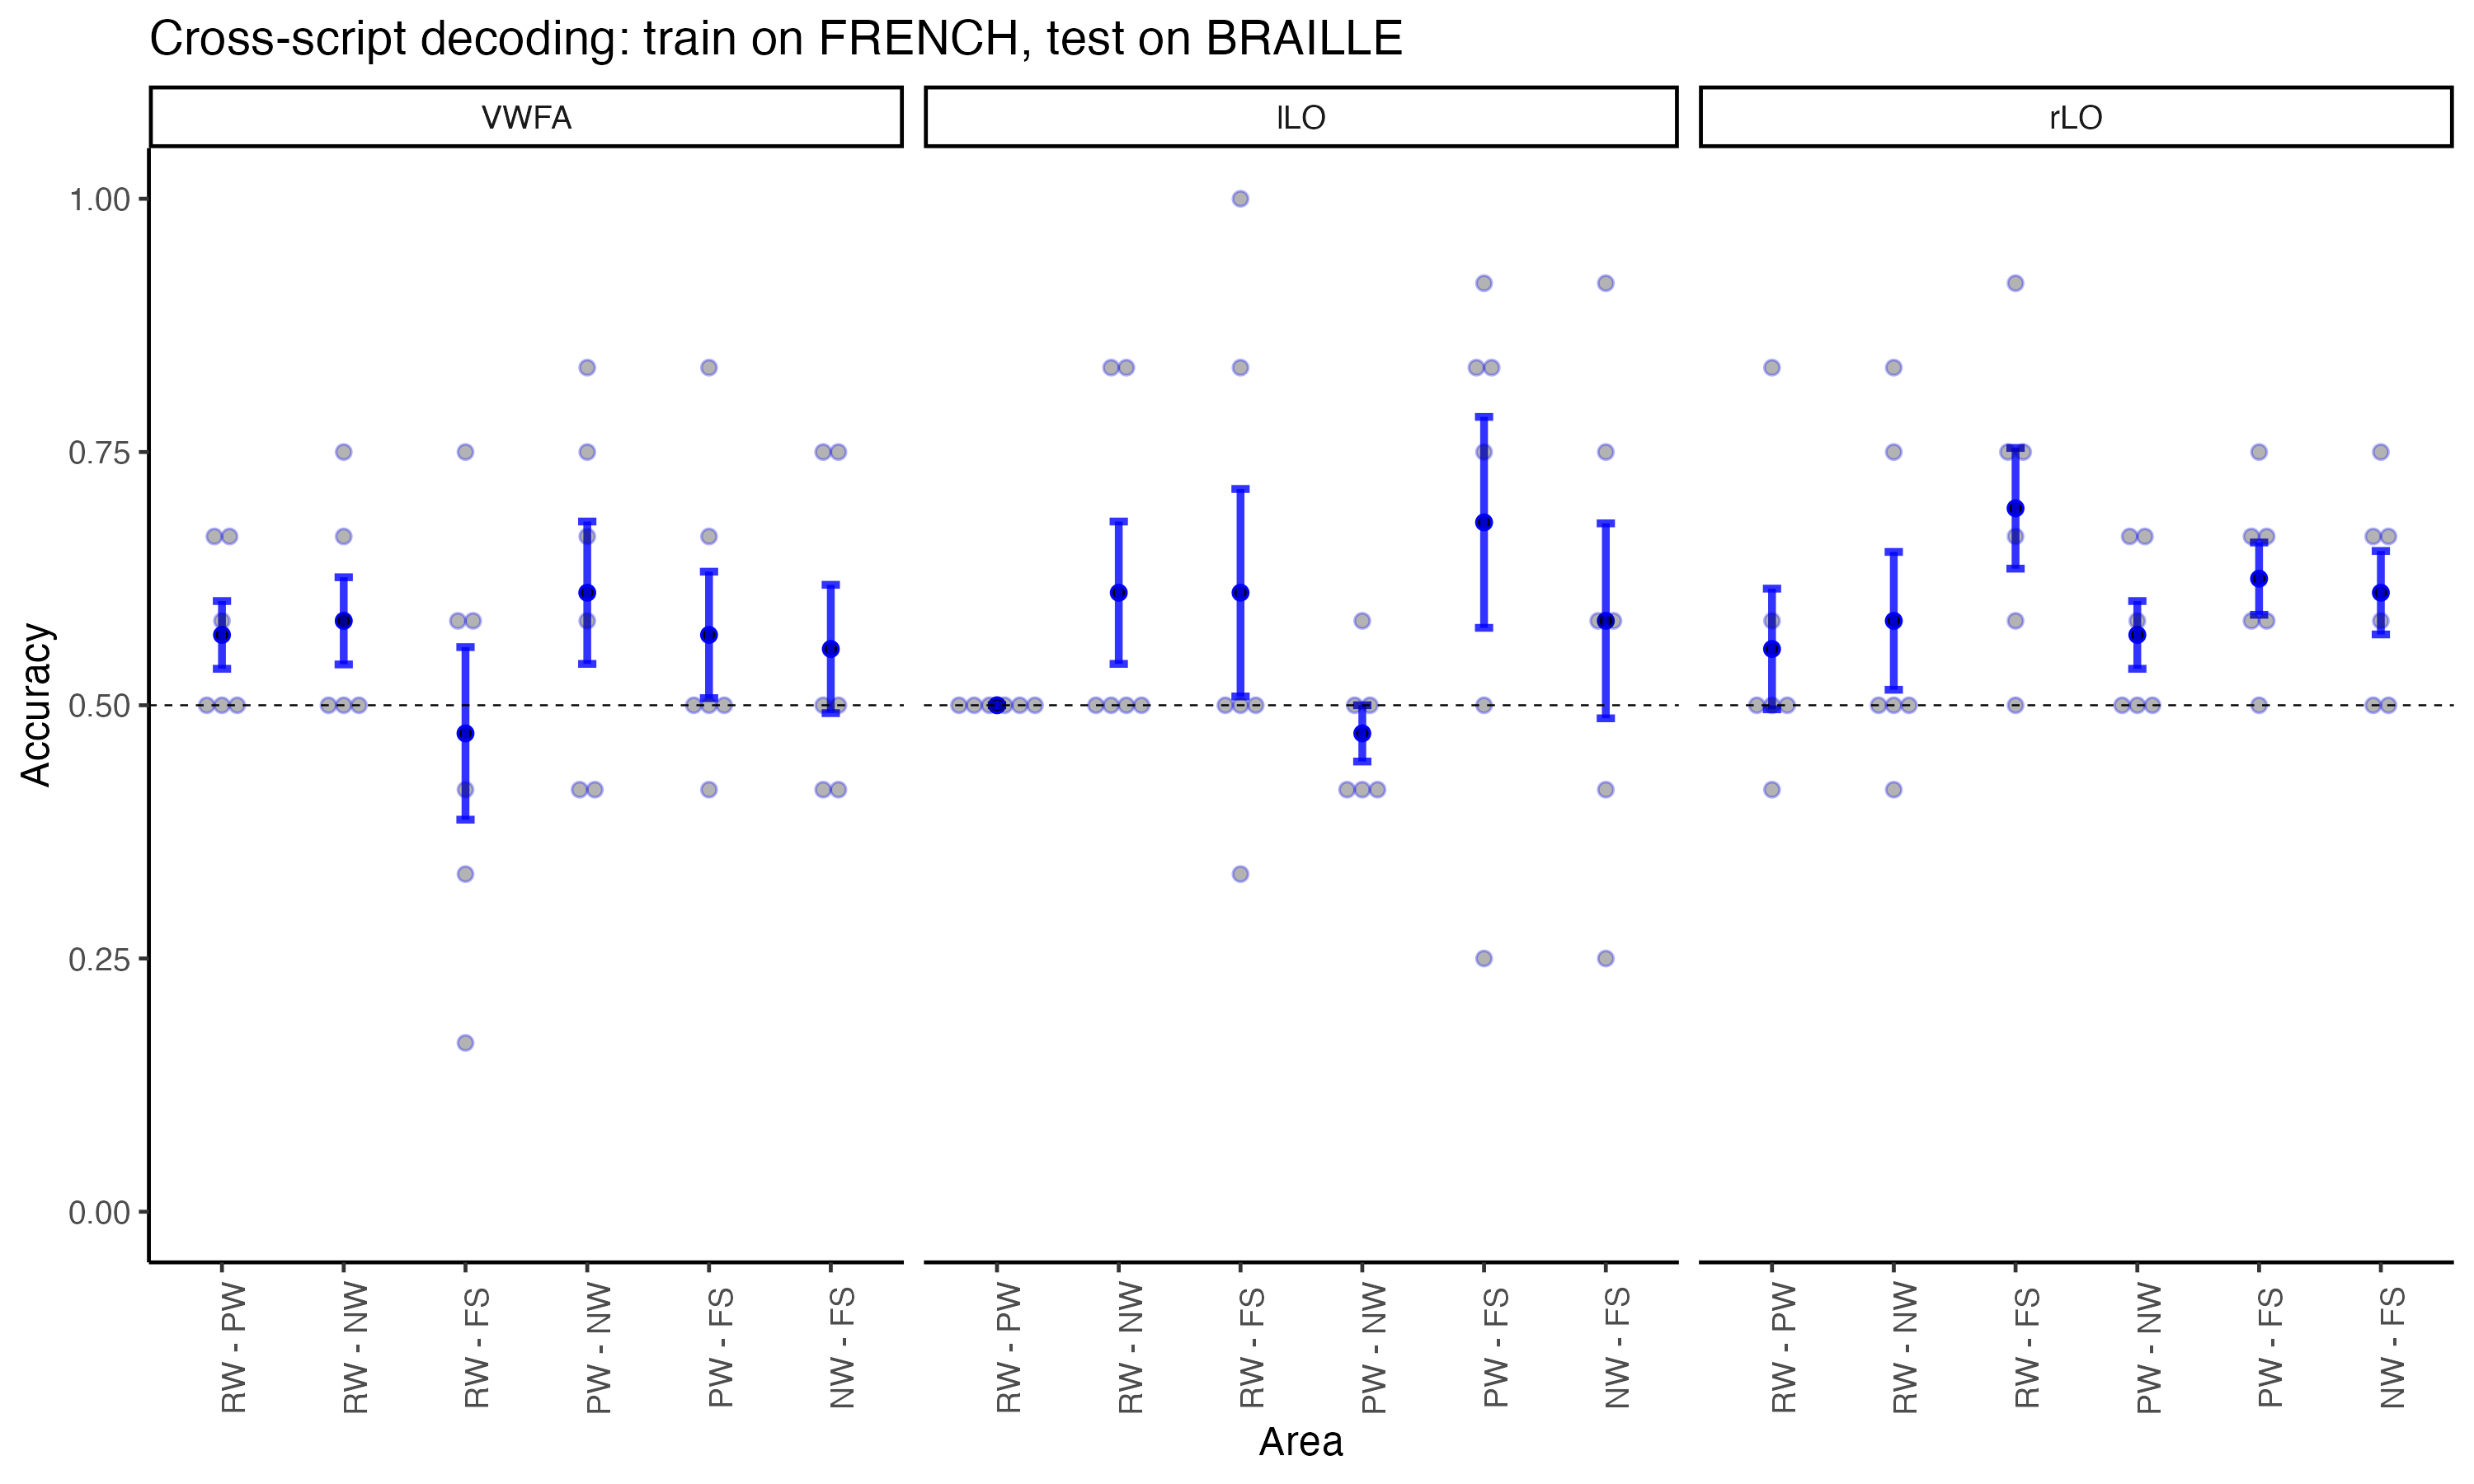 Cross-script decoding: train on FRENCH, test on BRAILLE
VWFA lLO rLO
Accuracy
1.00
0.75
0.50
0.25
0.00
RW - PW
RW - NW
RW - FS
PW - NW
PW - FS
NW - FS
RW - PW
RW - NW
RW - FS
PW - NW
PW - FS
NW - FS
RW - PW
RW - NW
RW - FS
PW - NW
PW - FS
NW - FS
Area